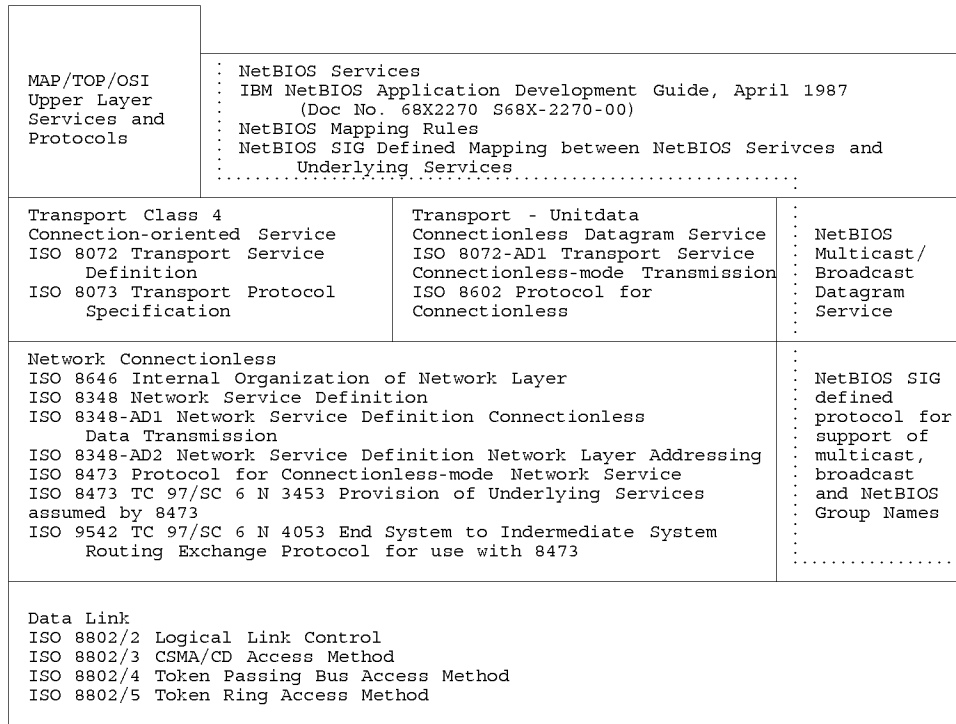 MAP/TOP/OSI
Upper Layer
Services and
Protocols
NetBIOS Services
IBM NetBIOS Application Development Guide, April 1987
(Doc No. 68X2270 S68X-2270-00)
NetBIOS Mapping Rules
NetBIOS SIG Defined Mapping between NetBIOS Serivces and
Underlying Services
Transport Class 4
Connection-oriented Service
ISO 8072 Transport Service
Definition
ISO 8073 Transport Protocol
Specification
Transport - Unitdata
Connectionless Datagram Service
ISO 8072-AD1 Transport Service
Connectionless-mode Transmission
ISO 8602 Protocol for
Connectionless
NetBIOS
Multicast/
Broadcast
Datagram
Service
Network Connectionless
ISO 8646 Internal Organization of Network Layer
ISO 8348 Network Service Definition
ISO 8348-AD1 Network Service Definition Connectionless
Data Transmission
ISO 8348-AD2 Network Service Definition Network Layer Addressing
ISO 8473 Protocol for Connectionless-mode Network Service
ISO 8473 TC 97/SC 6 N 3453 Provision of Underlying Services
assumed by 8473
ISO 9542 TC 97/SC 6 N 4053 End System to Indermediate System
Routing Exchange Protocol for use with 8473
NetBIOS SIG
defined
protocol for
support of
multicast,
broadcast
and NetBIOS
Group Names
Data Link
ISO 8802/2 Logical Link Control
ISO 8802/3 CSMA/CD Access Method
ISO 8802/4 Token Passing Bus Access Method
ISO 8802/5 Token Ring Access Method